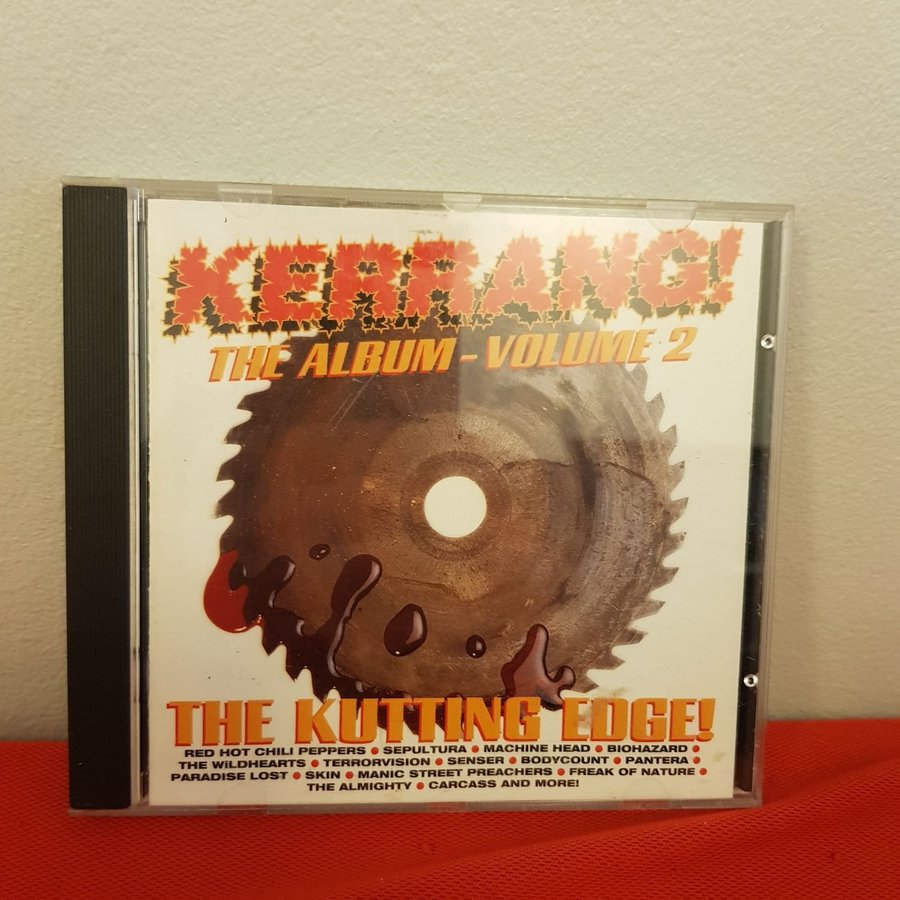 KERRANG!
THE ALBUM - VOLUME 2
THE KUTTING EDGE!
RED HOT CHILI PEPPERS • SEPULTURA • MACHINE HEAD • BIOHAZARD •
THE WiLDHEARTS • TERRORVISION • SENSER • BODYCOUNT • PANTERA •
PARADISE LOST • SKIN • MANIC STREET PREACHERS • FREAK OF NATURE •
THE ALMIGHTY • CARCASS AND MORE!